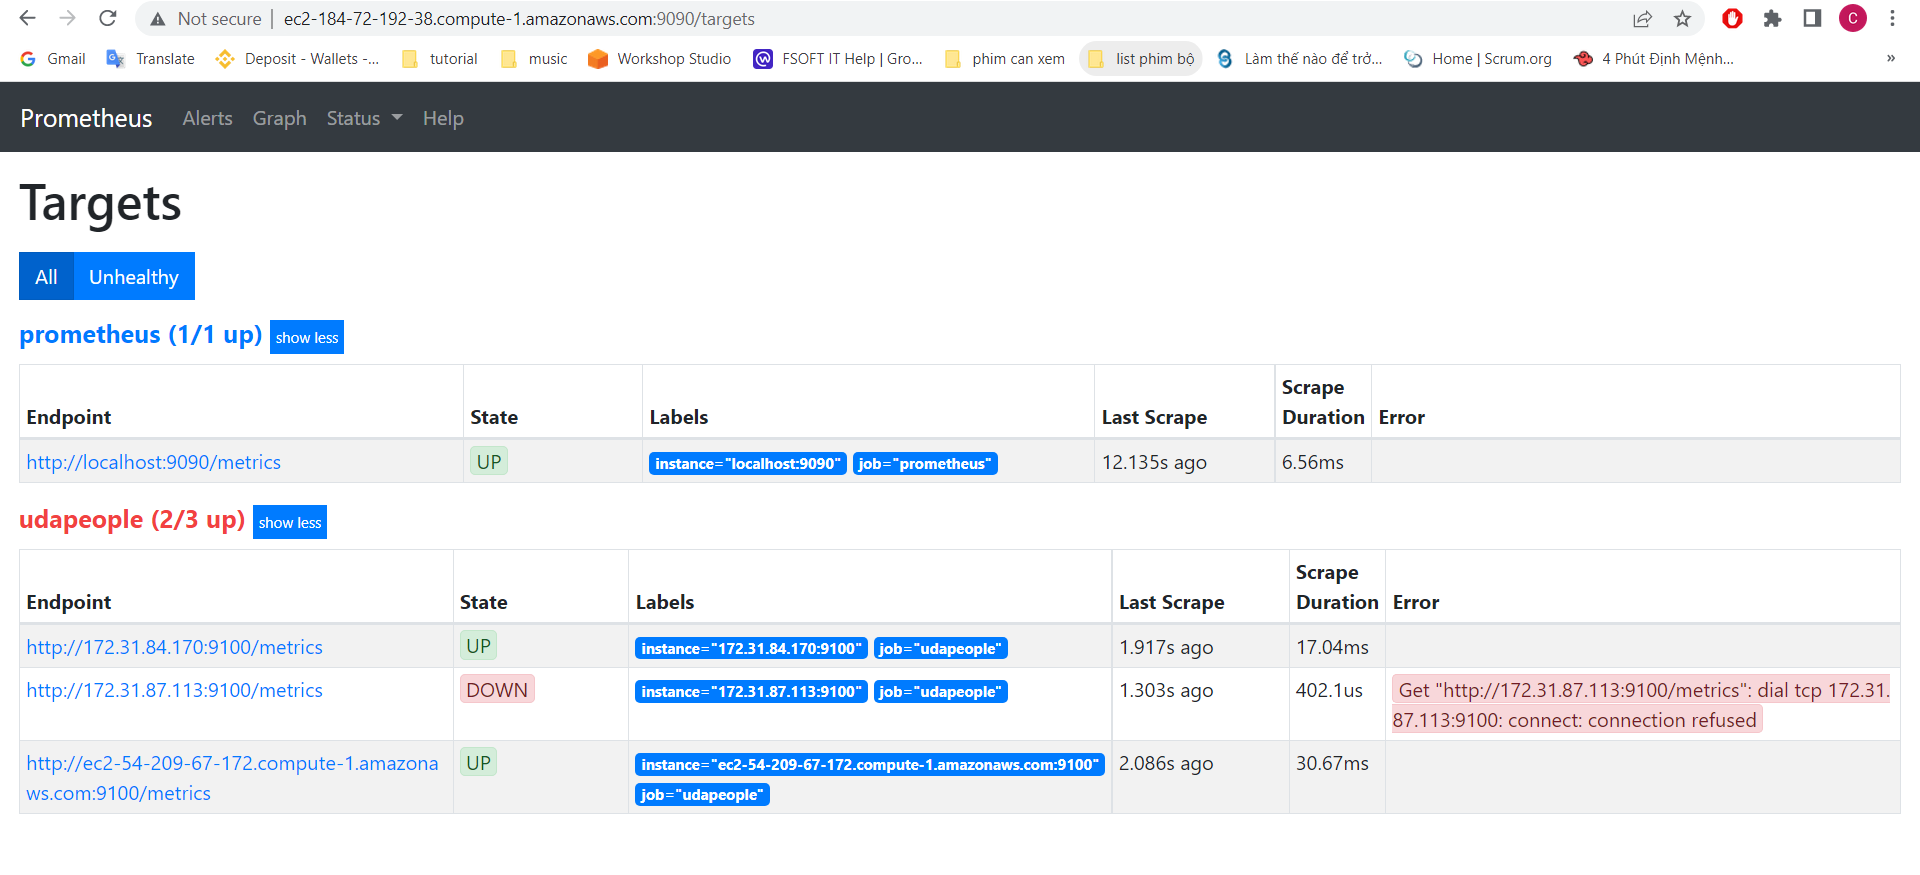 Not secure | ec2-184-72-192-38.compute-1.amazonaws.com:9090/targets
C
Gmail Translate Deposit - Wallets -... tutorial music Workshop Studio FSOFT IT Help | Gro... phim can xem list phim bộ Làm thế nào để trở... Home | Scrum.org 4 Phút Định Mệnh... »
Prometheus Alerts Graph Status Help
Targets
All Unhealthy
prometheus (1/1 up) show less
Endpoint State Labels Last Scrape Scrape Duration Error
http://localhost:9090/metrics UP instance="localhost:9090" job="prometheus" 12.135s ago 6.56ms
udapeople (2/3 up) show less
Endpoint State Labels Last Scrape Scrape Duration Error
http://172.31.84.170:9100/metrics UP instance="172.31.84.170:9100" job="udapeople" 1.917s ago 17.04ms
http://172.31.87.113:9100/metrics DOWN instance="172.31.87.113:9100" job="udapeople" 1.303s ago 402.1us Get "http://172.31.87.113:9100/metrics": dial tcp 172.31.
87.113:9100: connect: connection refused
http://ec2-54-209-67-172.compute-1.amazona UP instance="ec2-54-209-67-172.compute-1.amazonaws.com:9100" 2.086s ago 30.67ms
ws.com:9100/metrics job="udapeople"